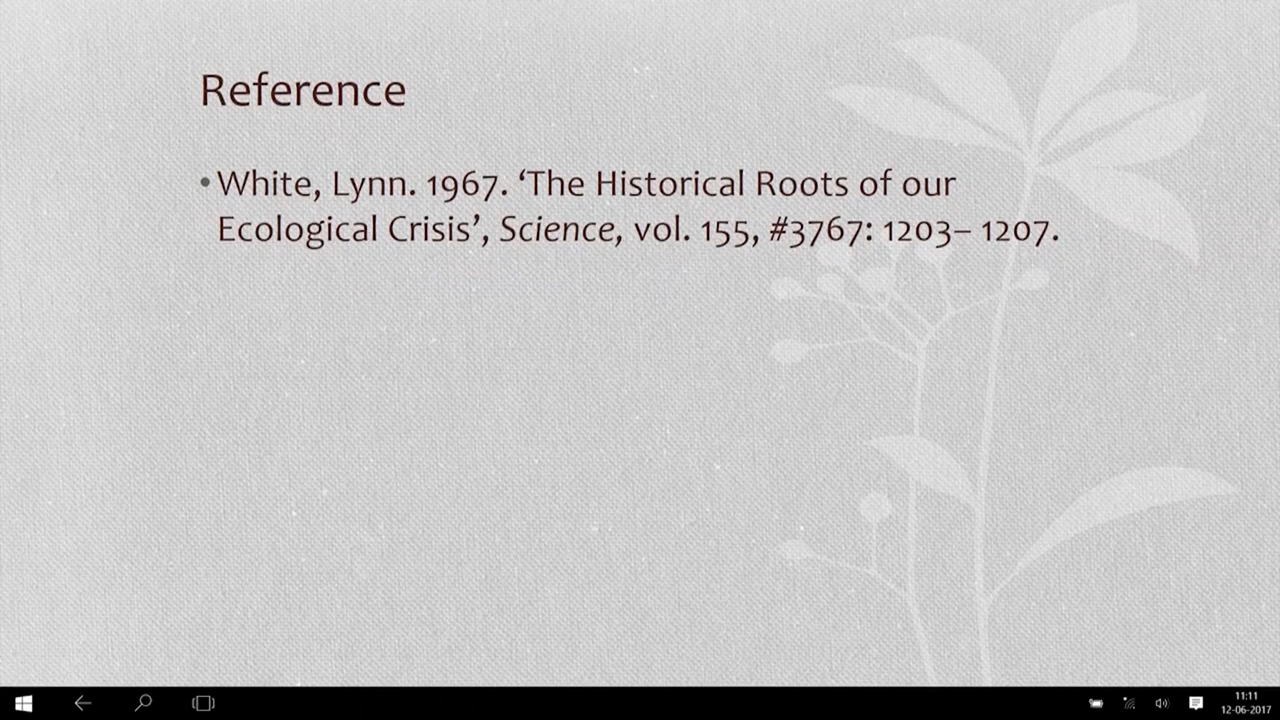 Reference
• White, Lynn. 1967. ‘The Historical Roots of our
Ecological Crisis’, Science, vol. 155, #3767: 1203– 1207.
11:11
12-06-2017